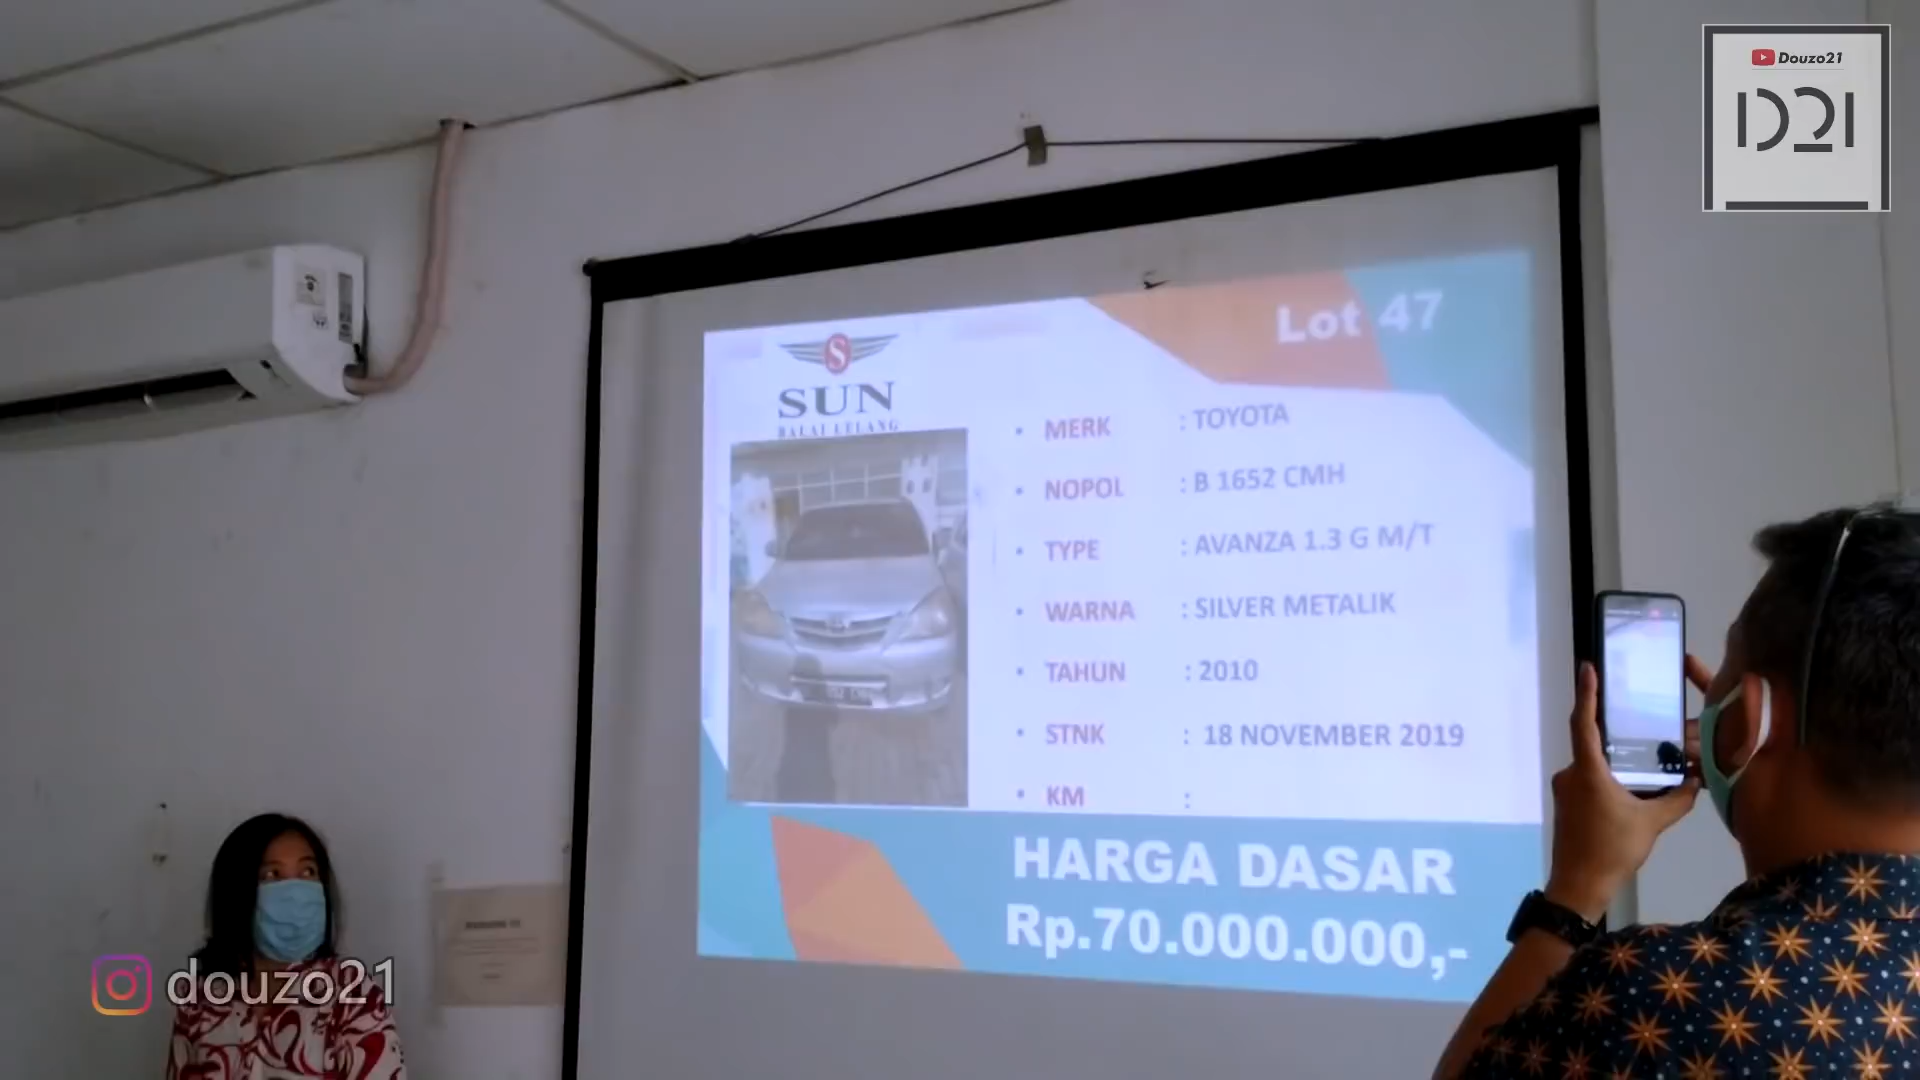 Douzo21
D21
Lot 47
S
SUN
BALAI LELANG
• MERK : TOYOTA
• NOPOL : B 1652 CMH
• TYPE : AVANZA 1.3 G M/T
• WARNA : SILVER METALIK
• TAHUN : 2010
• STNK : 18 NOVEMBER 2019
• KM :
HARGA DASAR
Rp.70.000.000,-
douzo21